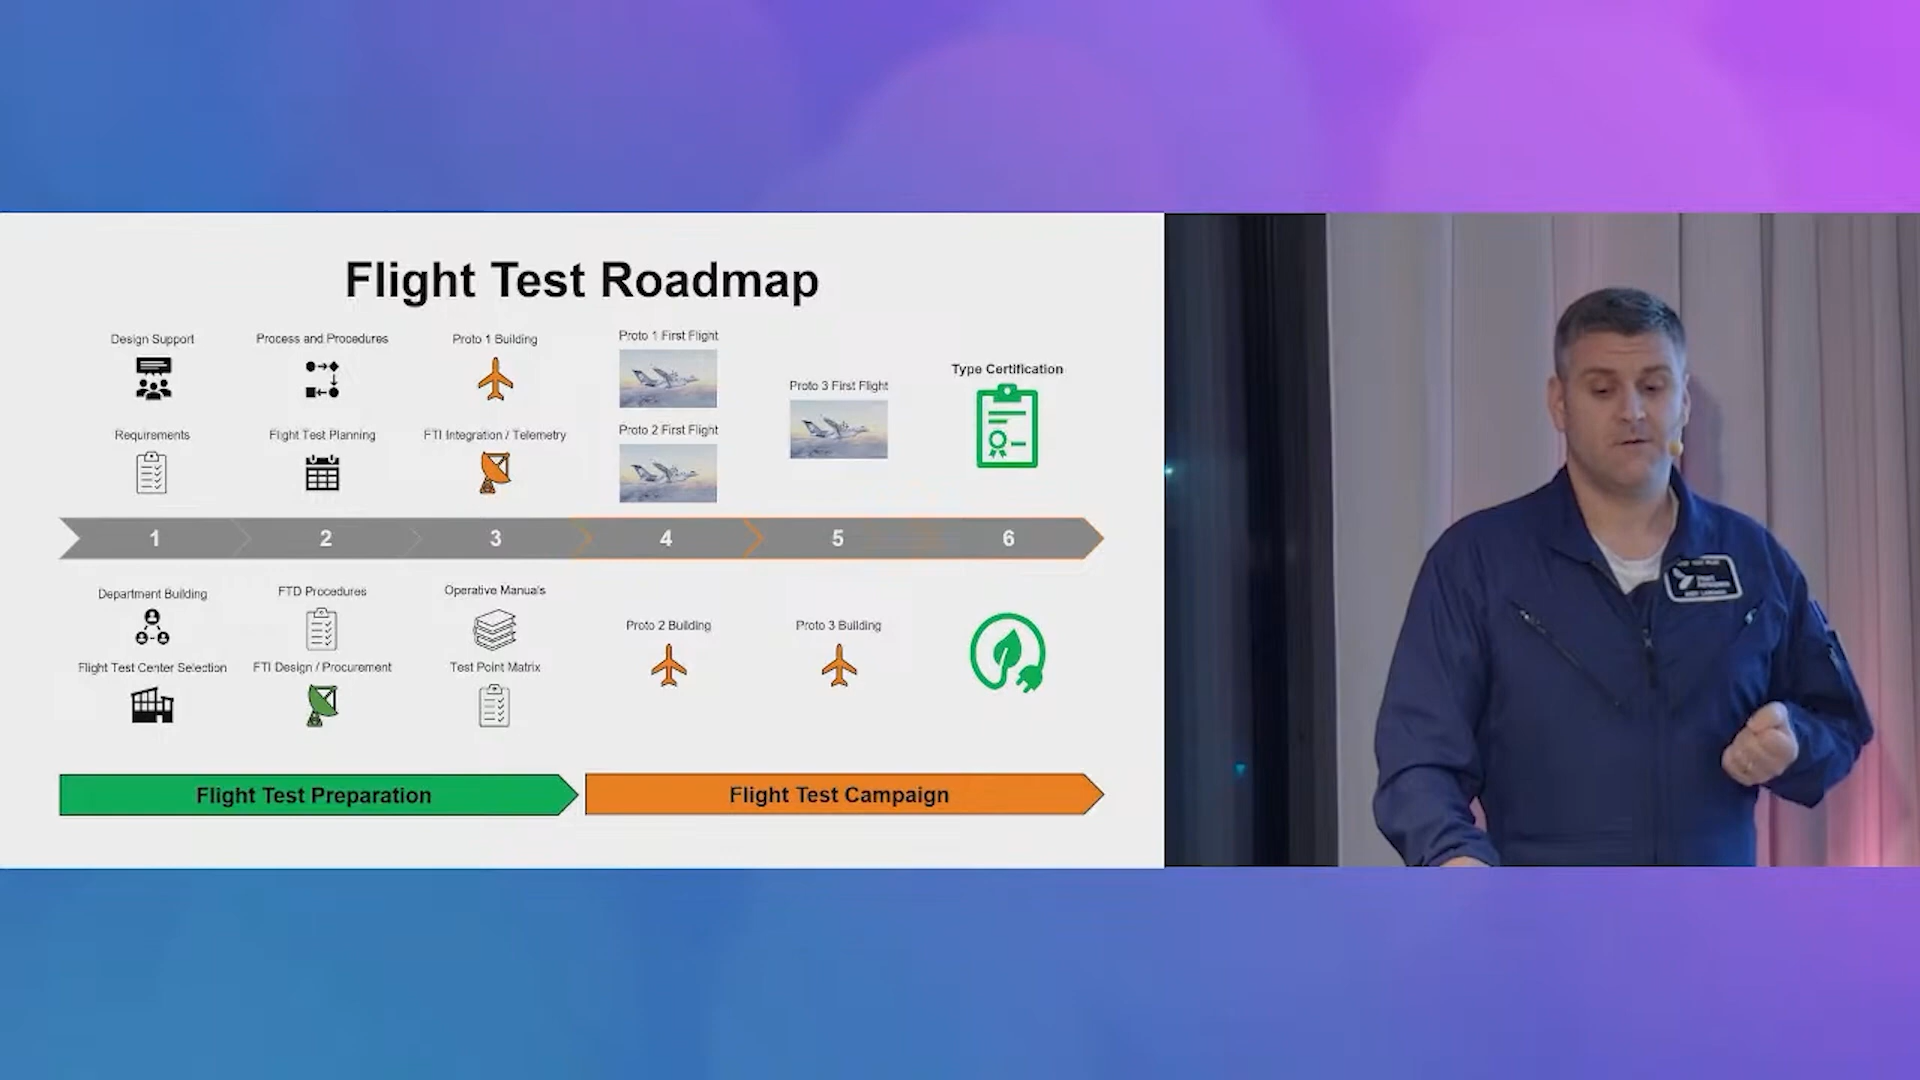 Flight Test Roadmap
Design Support
Process and Procedures
Proto 1 Building
Proto 1 First Flight
Proto 3 First Flight
Type Certification
Requirements
Flight Test Planning
FTI Integration / Telemetry
Proto 2 First Flight
1
2
3
4
5
6
Department Building
FTD Procedures
Operative Manuals
Proto 2 Building
Proto 3 Building
Flight Test Center Selection
FTI Design / Procurement
Test Point Matrix
Flight Test Preparation
Flight Test Campaign